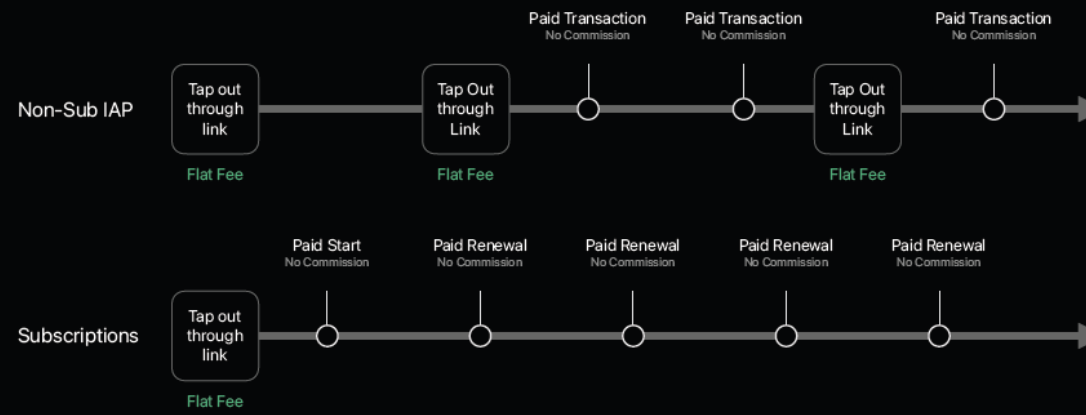 Paid Transaction
No Commission
Paid Transaction
No Commission
Paid Transaction
No Commission
Non-Sub IAP
Tap out
through
link
Tap Out
through
Link
Tap Out
through
Link
Flat Fee
Flat Fee
Flat Fee
Paid Start
No Commission
Paid Renewal
No Commission
Paid Renewal
No Commission
Paid Renewal
No Commission
Paid Renewal
No Commission
Subscriptions
Tap out
through
link
Flat Fee